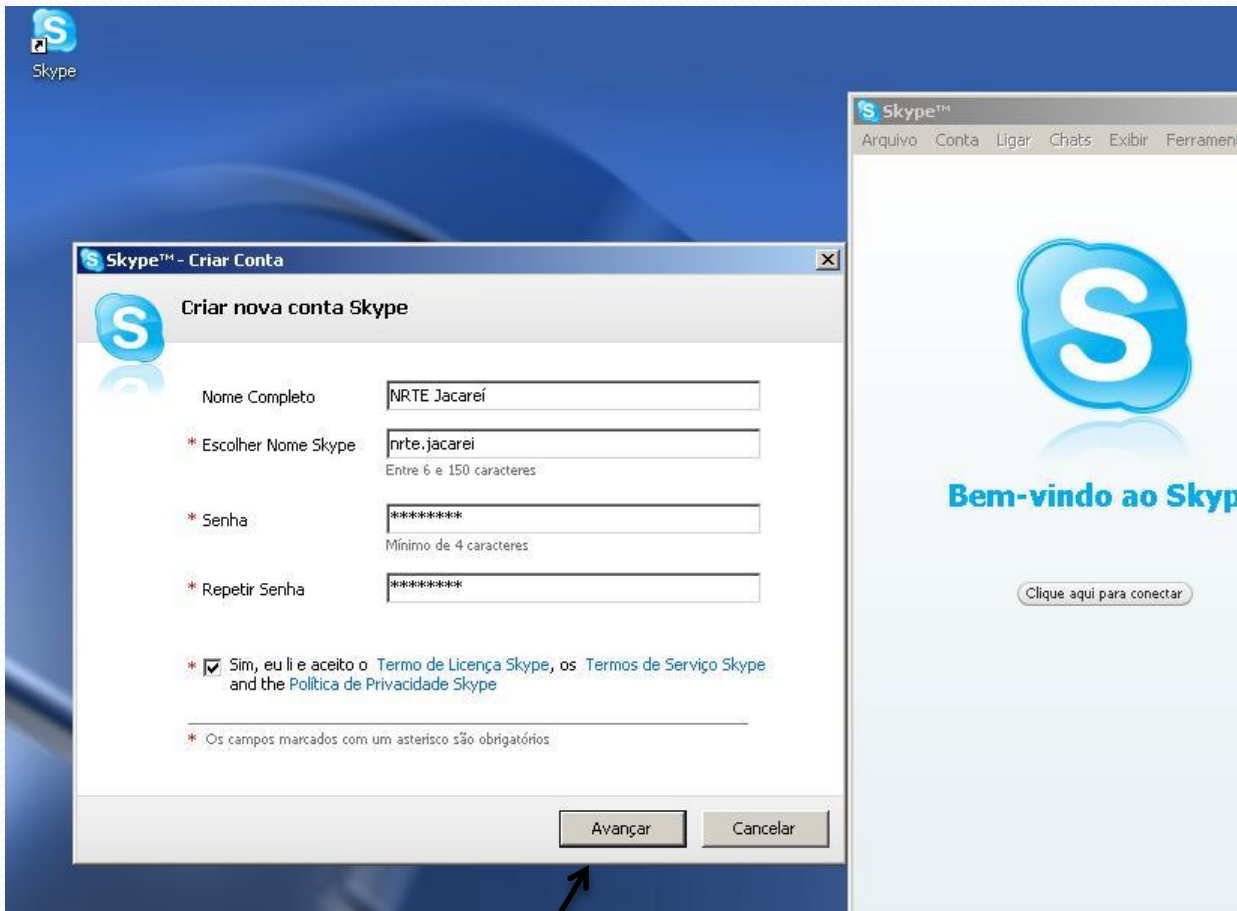 Skype
Skype™
Arquivo Conta Ligar Chats Exibir Ferrament
Skype™ - Criar Conta
Criar nova conta Skype
Nome Completo NRTE Jacareí
* Escolher Nome Skype nrte.jacarei
Entre 6 e 150 caracteres
* Senha ********
Mínimo de 4 caracteres
* Repetir Senha ********
* Sim, eu li e aceito o Termo de Licença Skype, os Termos de Serviço Skype
and the Política de Privacidade Skype
* Os campos marcados com um asterisco são obrigatórios
Avançar Cancelar
Bem-vindo ao Skyp
Clique aqui para conectar